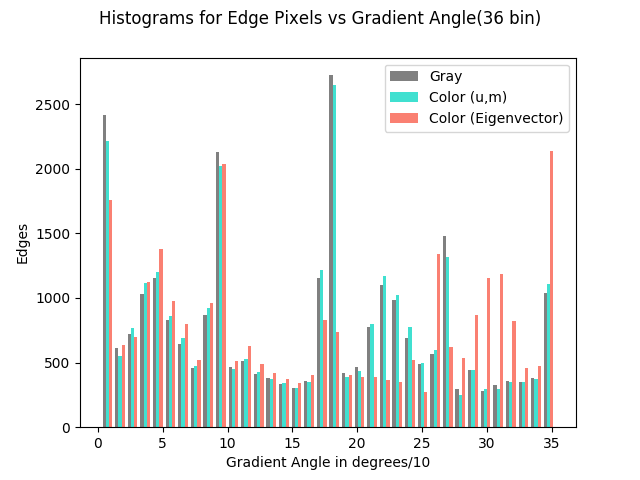 Histograms for Edge Pixels vs Gradient Angle(36 bin)
Gray
Color (u,m)
Color (Eigenvector)
2500
2000
1500
1000
500
0
Edges
0 5 10 15 20 25 30 35
Gradient Angle in degrees/10